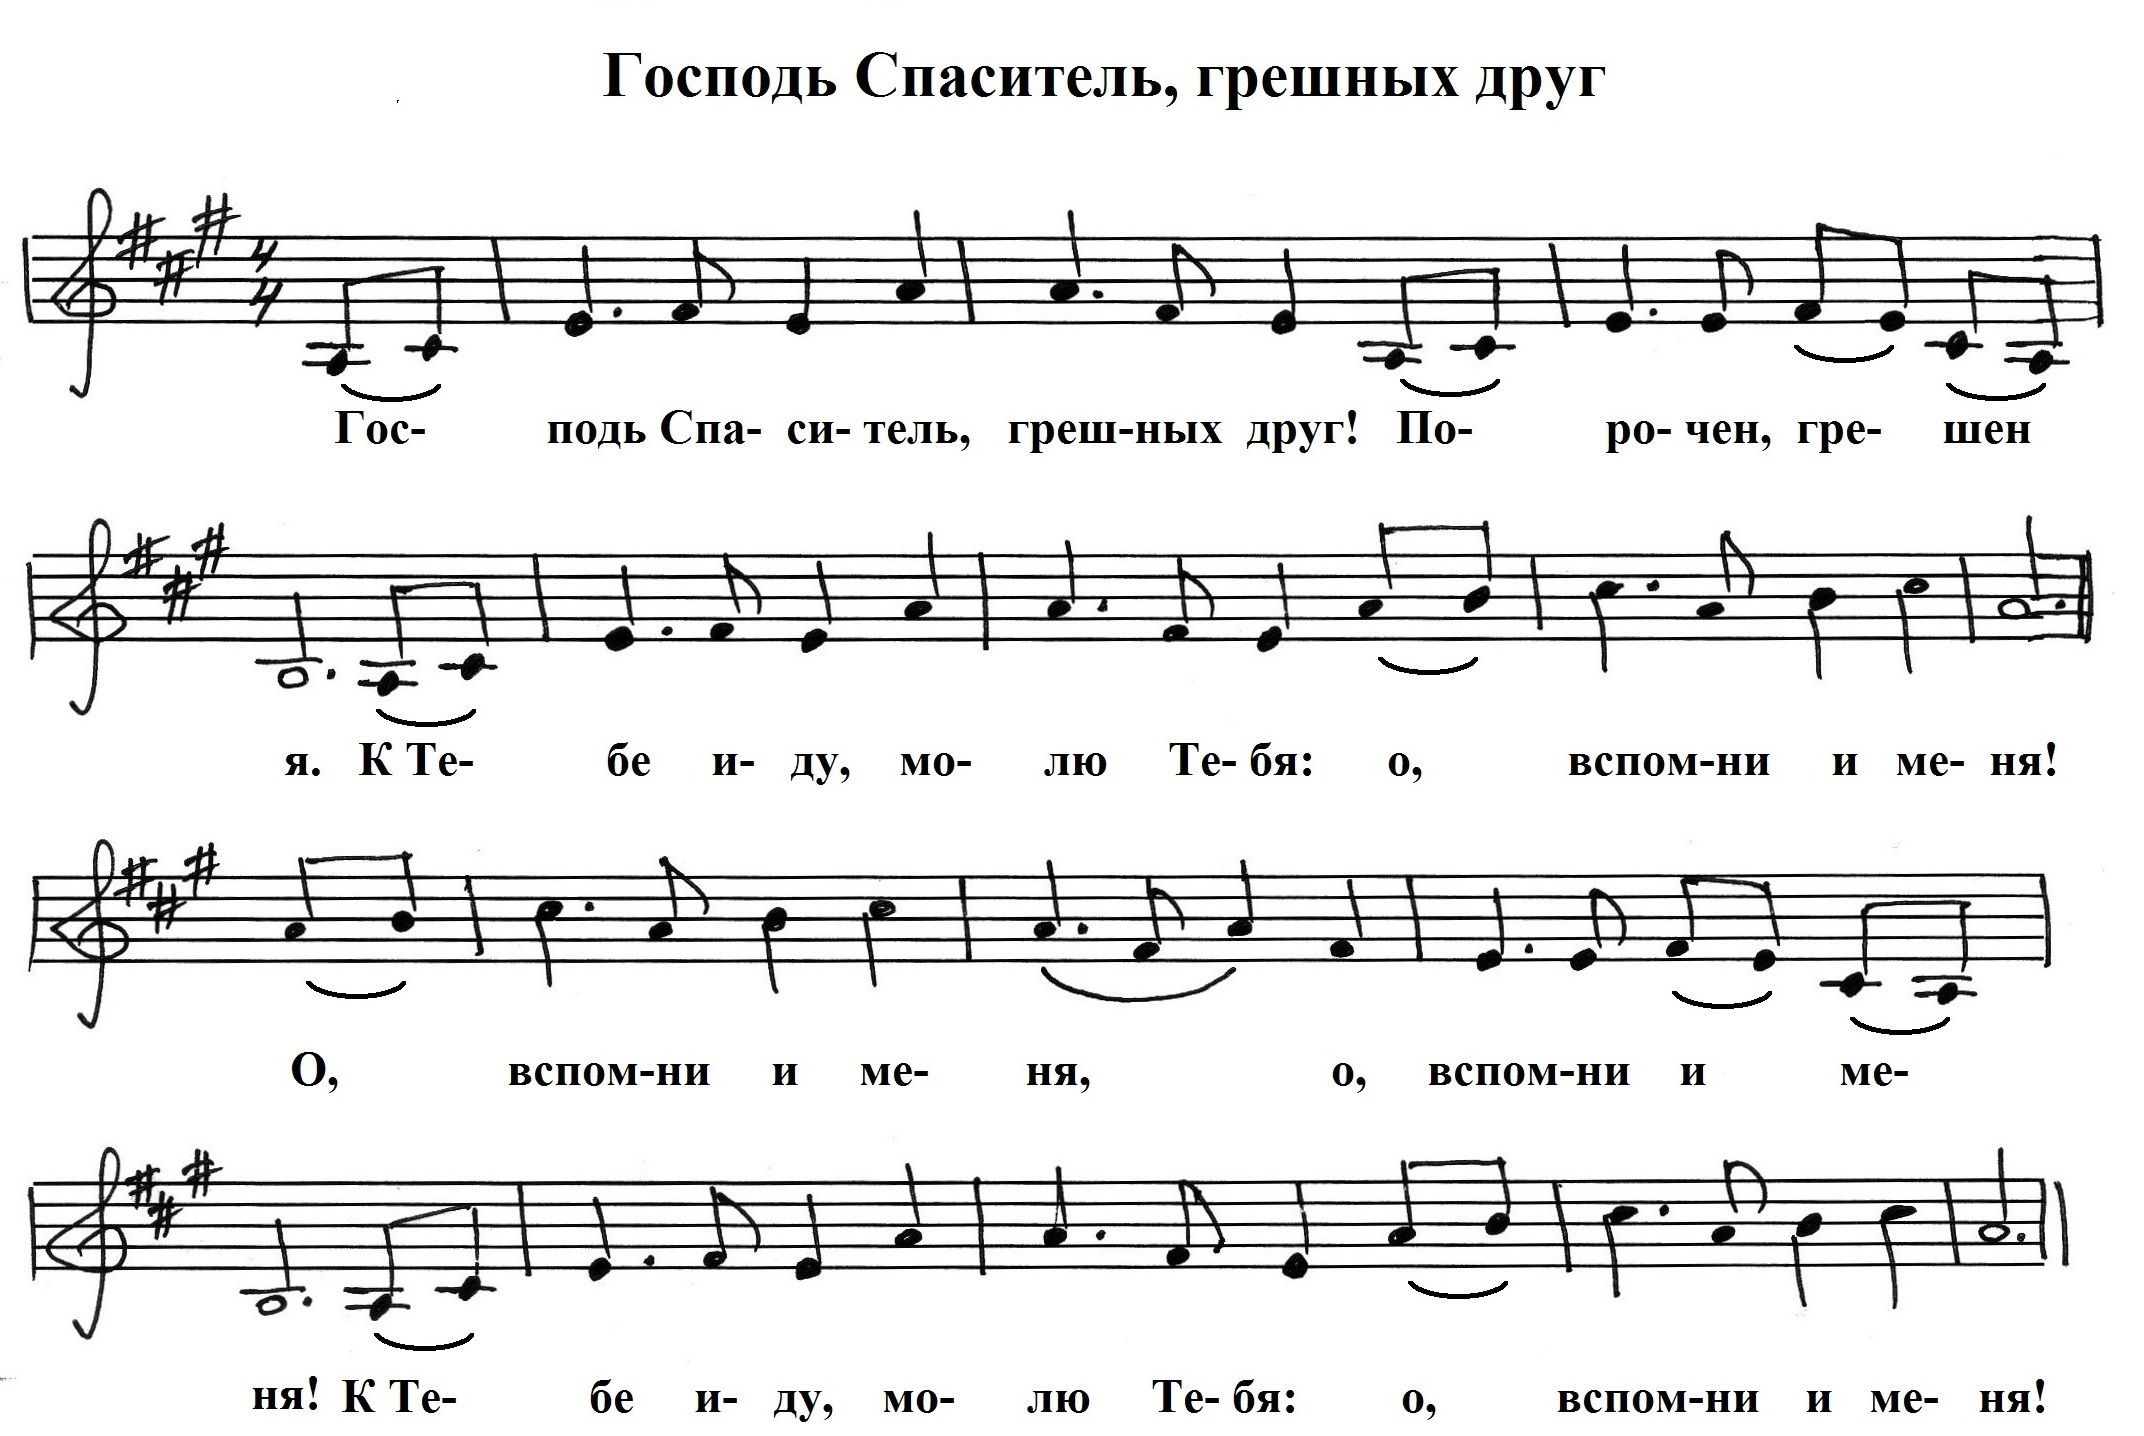 Господь Спаситель, грешных друг
4
4
Гос- подь Спа- си- тель, греш-ных друг! По- ро- чен, гре- шен
я. К Те- бе и- ду, мо- лю Те- бя: о, вспом-ни и ме- ня!
О, вспом-ни и ме- ня, о, вспом-ни и ме-
ня! К Те- бе и- ду, мо- лю Те- бя: о, вспом-ни и ме- ня!